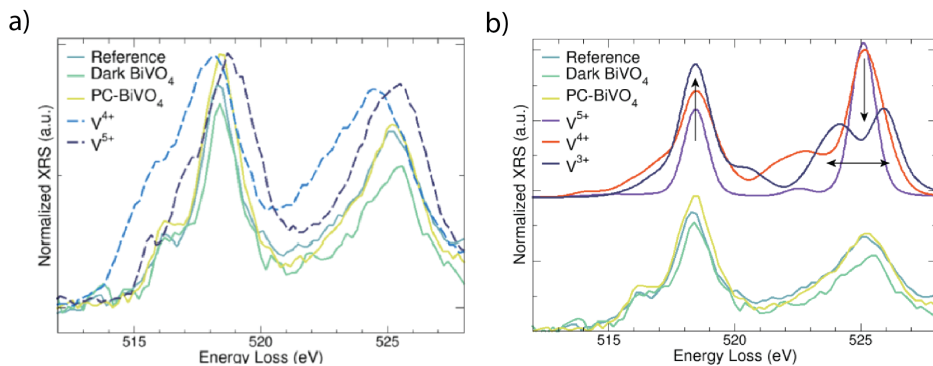 a)
Normalized XRS (a.u.)
Reference
Dark BiVO₄
PC-BiVO₄
V⁴⁺
V⁵⁺
515
520
525
Energy Loss (eV)
b)
Normalized XRS (a.u.)
Reference
Dark BiVO₄
PC-BiVO₄
V⁵⁺
V⁴⁺
V³⁺
515
520
525
Energy Loss (eV)